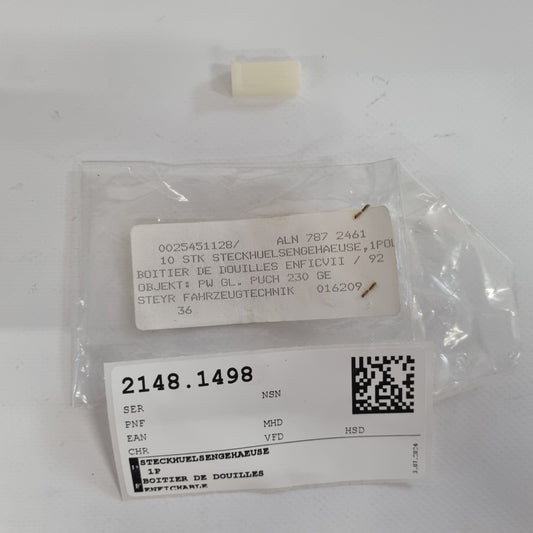 0025451128/ ALN 787 2461
10 STK STECKHUELSENGEHAEUSE,1POL
BOITIER DE DOUILLES ENFICVII / 92
OBJEKT: PW GL. PUCH 230 GE
STEYR FAHRZEUGTECHNIK 016209
36
2148.1498
NSN
SER
PNF MHD
EAN VFD HSD
CHR
STECKHUELSENGEHAEUSE
1P
BOITIER DE DOUILLES
ENFICHABLE